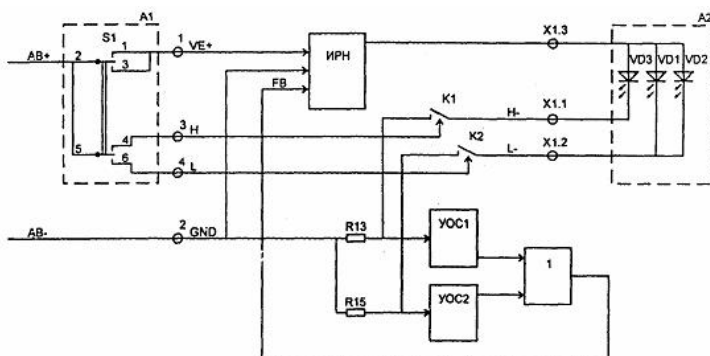 A1
A2
S1
1
1
VE+
ИРН
X1.3
AB+
2
3
VD3
VD1
VD2
FB
K1
H-
X1.1
3
H
4
K2
5
6
4
L
L-
X1.2
AB-
2
GND
R13
УОС1
1
R15
УОС2